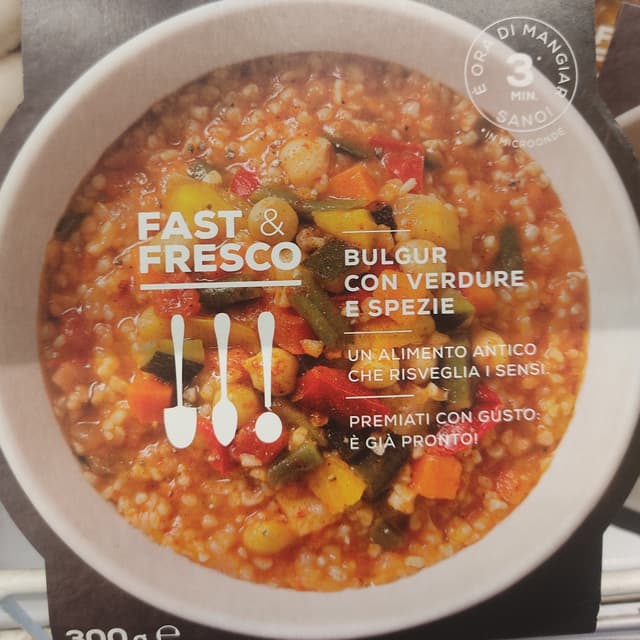 È ORA DI MANGIAR
3*
MIN.
SANO!
*IN MICROONDE
FAST &
FRESCO
BULGUR
CON VERDURE
E SPEZIE
UN ALIMENTO ANTICO
CHE RISVEGLIA I SENSI.
PREMIATI CON GUSTO:
È GIÀ PRONTO!
300 g ℮